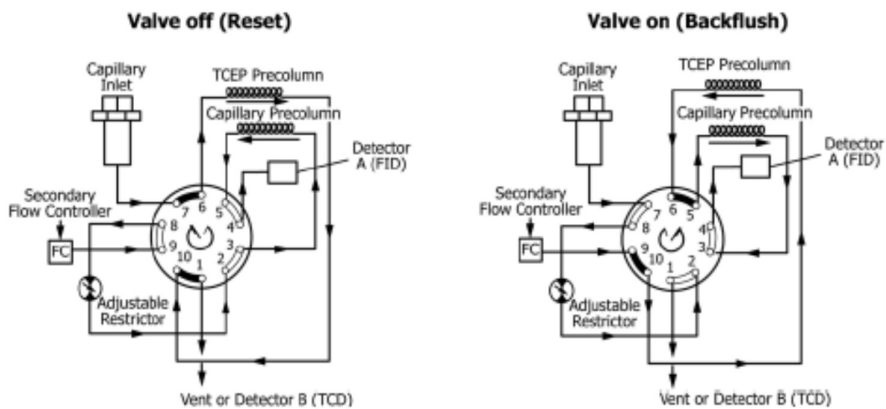 Valve off (Reset)
Capillary
Inlet
TCEP Precolumn
Capillary Precolumn
Detector
A (FID)
Secondary
Flow Controller
FC
7
6
5
8
4
9
3
10
1
2
Adjustable
Restrictor
Vent or Detector B (TCD)
Valve on (Backflush)
Capillary
Inlet
TCEP Precolumn
Capillary Precolumn
Detector
A (FID)
Secondary
Flow Controller
FC
7
6
5
8
4
9
3
10
1
2
Adjustable
Restrictor
Vent or Detector B (TCD)